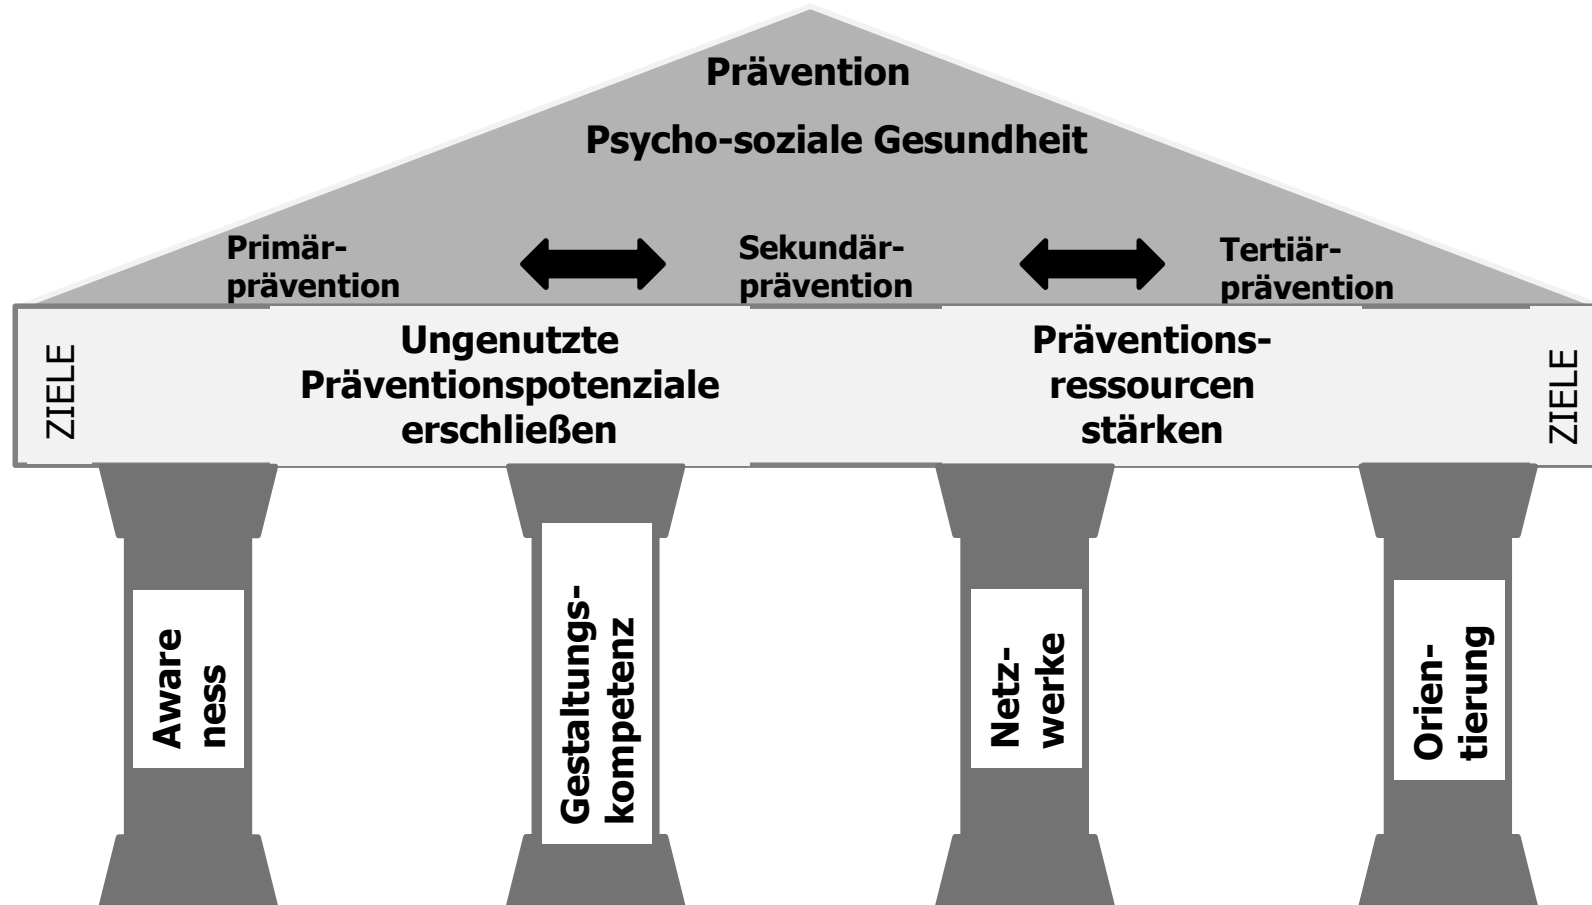 Prävention
Psycho-soziale Gesundheit
Primär-
prävention
Sekundär-
prävention
Tertiär-
prävention
ZIELE
Ungenutzte
Präventionspotenziale
erschließen
Präventions-
ressourcen
stärken
ZIELE
Aware
ness
Gestaltungs-
kompetenz
Netz-
werke
Orien-
tierung